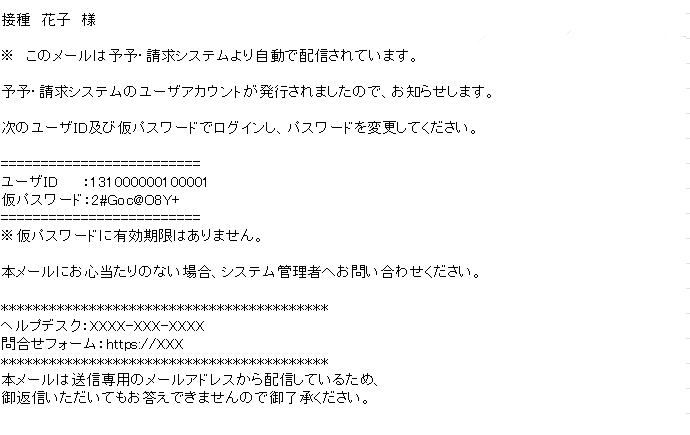 接種　花子　様
※　このメールは予予・請求システムより自動で配信されています。
予予・請求システムのユーザアカウントが発行されましたので、お知らせします。
次のユーザID及び仮パスワードでログインし、パスワードを変更してください。
=========================
ユーザID　　：131000000100001
仮パスワード：2#Goc@O8Y+
=========================
※仮パスワードに有効期限はありません。
本メールにお心当たりのない場合、システム管理者へお問い合わせください。
*****************************************
ヘルプデスク：XXXX-XXX-XXXX
問合せフォーム：https://XXX
*****************************************
本メールは送信専用のメールアドレスから配信しているため、
御返信いただいてもお答えできませんので御了承ください。